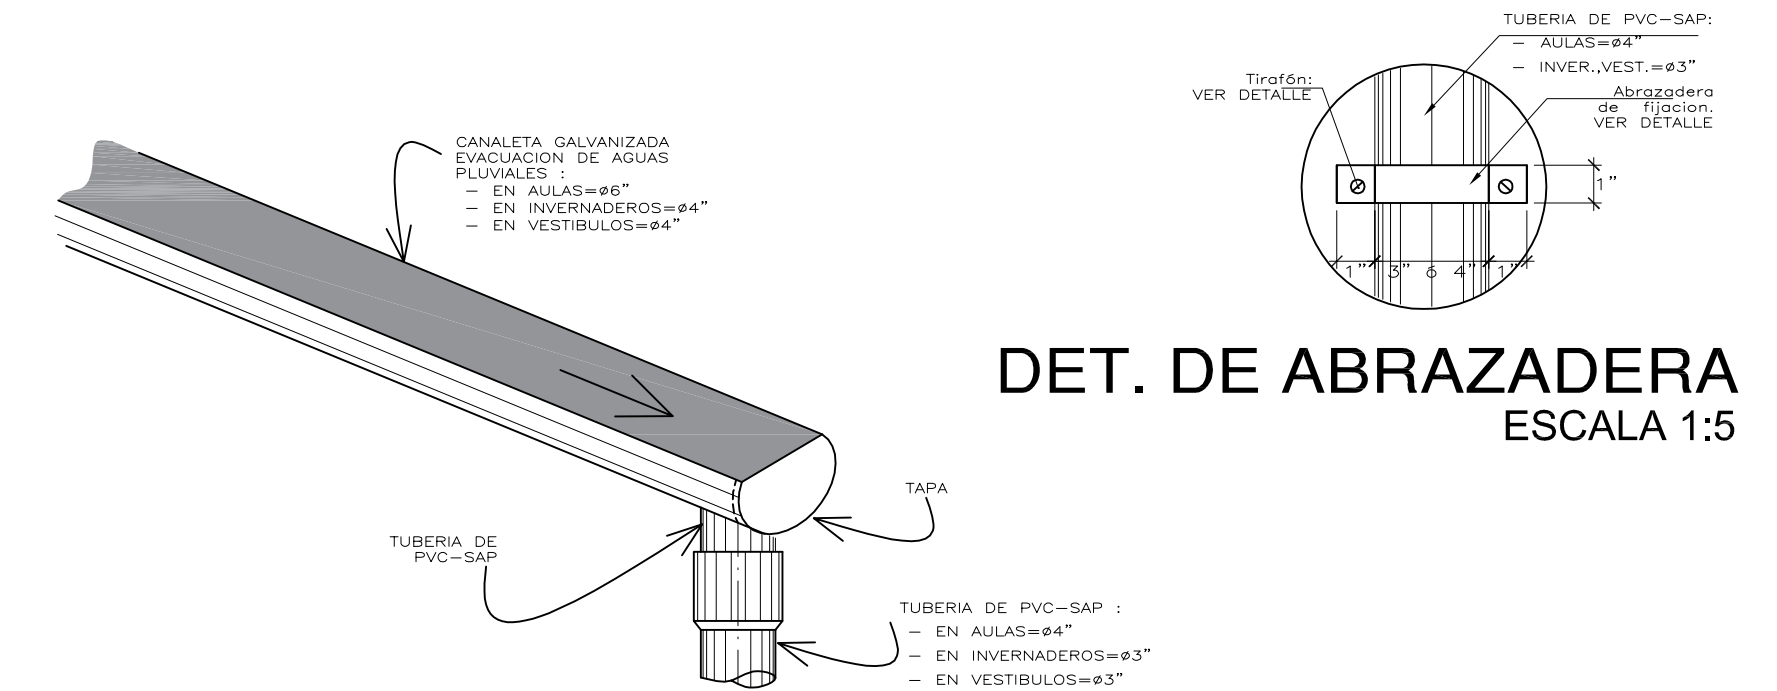 CANALETA GALVANIZADA
EVACUACION DE AGUAS
PLUVIALES :
– EN AULAS=ø6”
– EN INVERNADEROS=ø4”
– EN VESTIBULOS=ø4”
TAPA
TUBERIA DE
PVC–SAP
TUBERIA DE PVC–SAP :
– EN AULAS=ø4”
– EN INVERNADEROS=ø3”
– EN VESTIBULOS=ø3”
TUBERIA DE PVC–SAP:
– AULAS=ø4”
– INVER.,VEST.=ø3”
Tirafón:
VER DETALLE
Abrazadera
de fijacion.
VER DETALLE
1”
1” 3” ó 4” 1”
DET. DE ABRAZADERA
ESCALA 1:5